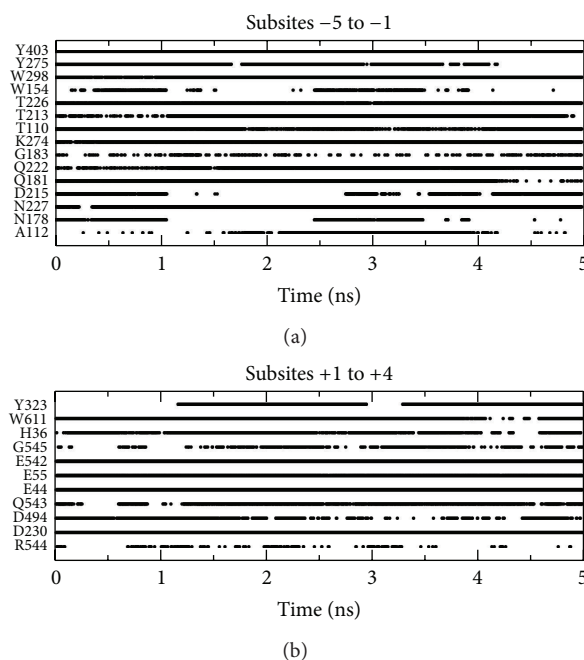 Subsites −5 to −1
Y403
Y275
W298
W154
T226
T213
T110
K274
G183
Q222
Q181
D215
N227
N178
A112
0 1 2 3 4 5
Time (ns)
(a)
Subsites +1 to +4
Y323
W611
H36
G545
E542
E55
E44
Q543
D494
D230
R544
0 1 2 3 4 5
Time (ns)
(b)